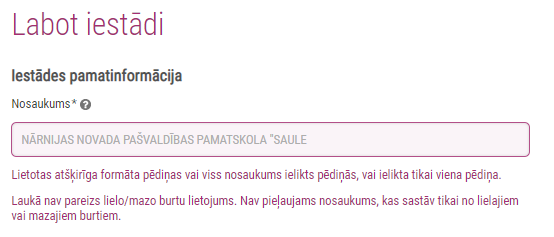 Labot iestādi
Iestādes pamatinformācija
Nosaukums* ?
NĀRNIJAS NOVADA PAŠVALDĪBAS PAMATSKOLA "SAULE
Lietotas atšķirīga formāta pēdiņas vai viss nosaukums ielikts pēdiņās, vai ielikta tikai viena pēdiņa.
Laukā nav pareizs lielo/mazo burtu lietojums. Nav pieļaujams nosaukums, kas sastāv tikai no lielajiem
vai mazajiem burtiem.